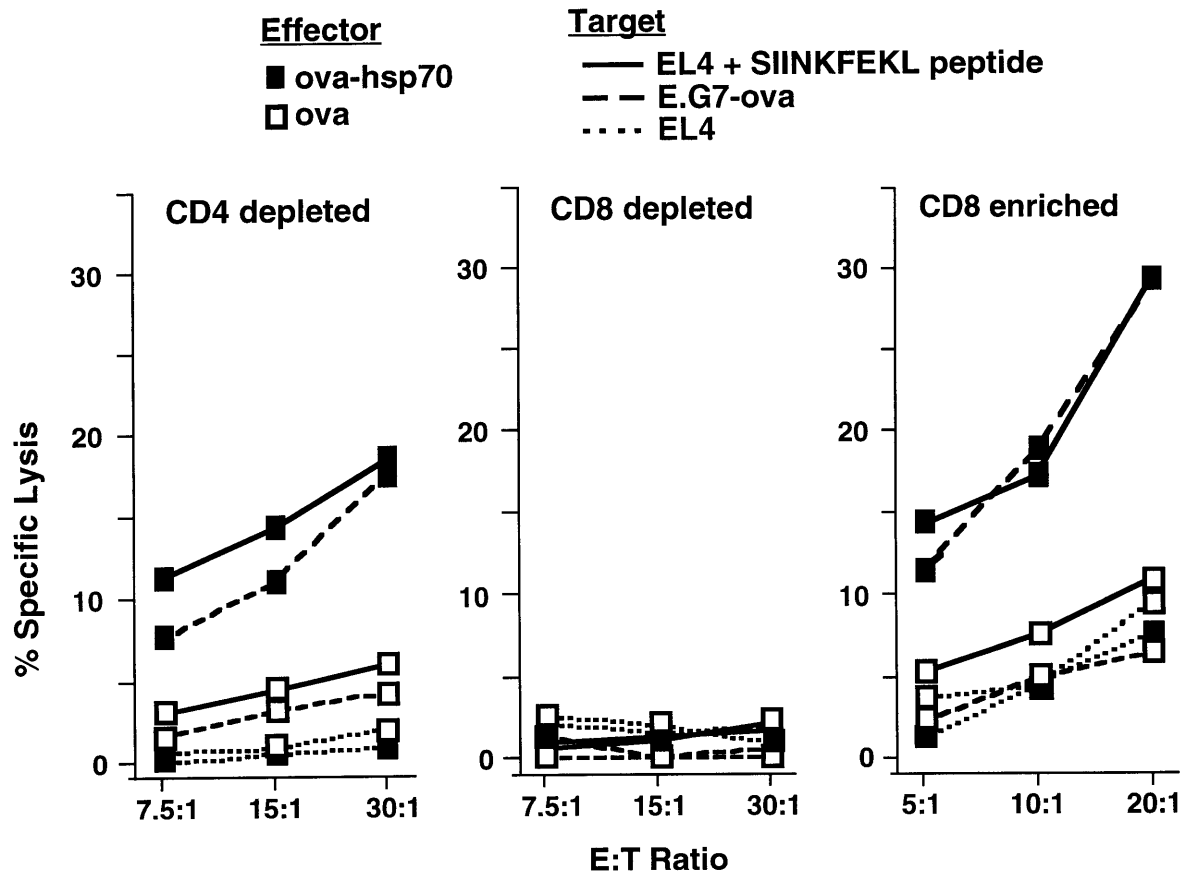 Effector
ova-hsp70
ova
Target
EL4 + SIINKFEKL peptide
E.G7-ova
EL4
CD4 depleted
CD8 depleted
CD8 enriched
% Specific Lysis
30
20
10
0
7.5:1 15:1 30:1
30
20
10
0
7.5:1 15:1 30:1
30
20
10
0
5:1 10:1 20:1
E:T Ratio